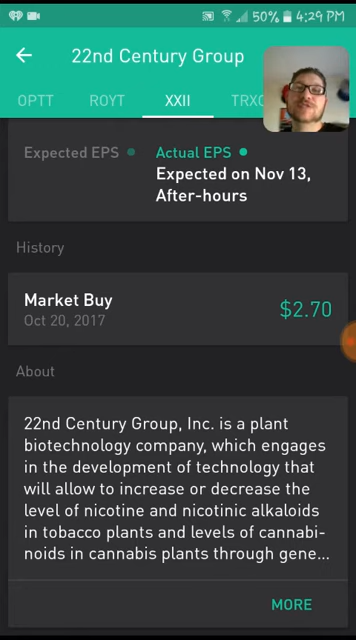 50% 4:29 PM
22nd Century Group
OPTT ROYT XXII TRXC
Expected EPS Actual EPS
Expected on Nov 13,
After-hours
History
Market Buy
Oct 20, 2017
$2.70
About
22nd Century Group, Inc. is a plant
biotechnology company, which engages
in the development of technology that
will allow to increase or decrease the
level of nicotine and nicotinic alkaloids
in tobacco plants and levels of cannabi-
noids in cannabis plants through gene...
MORE